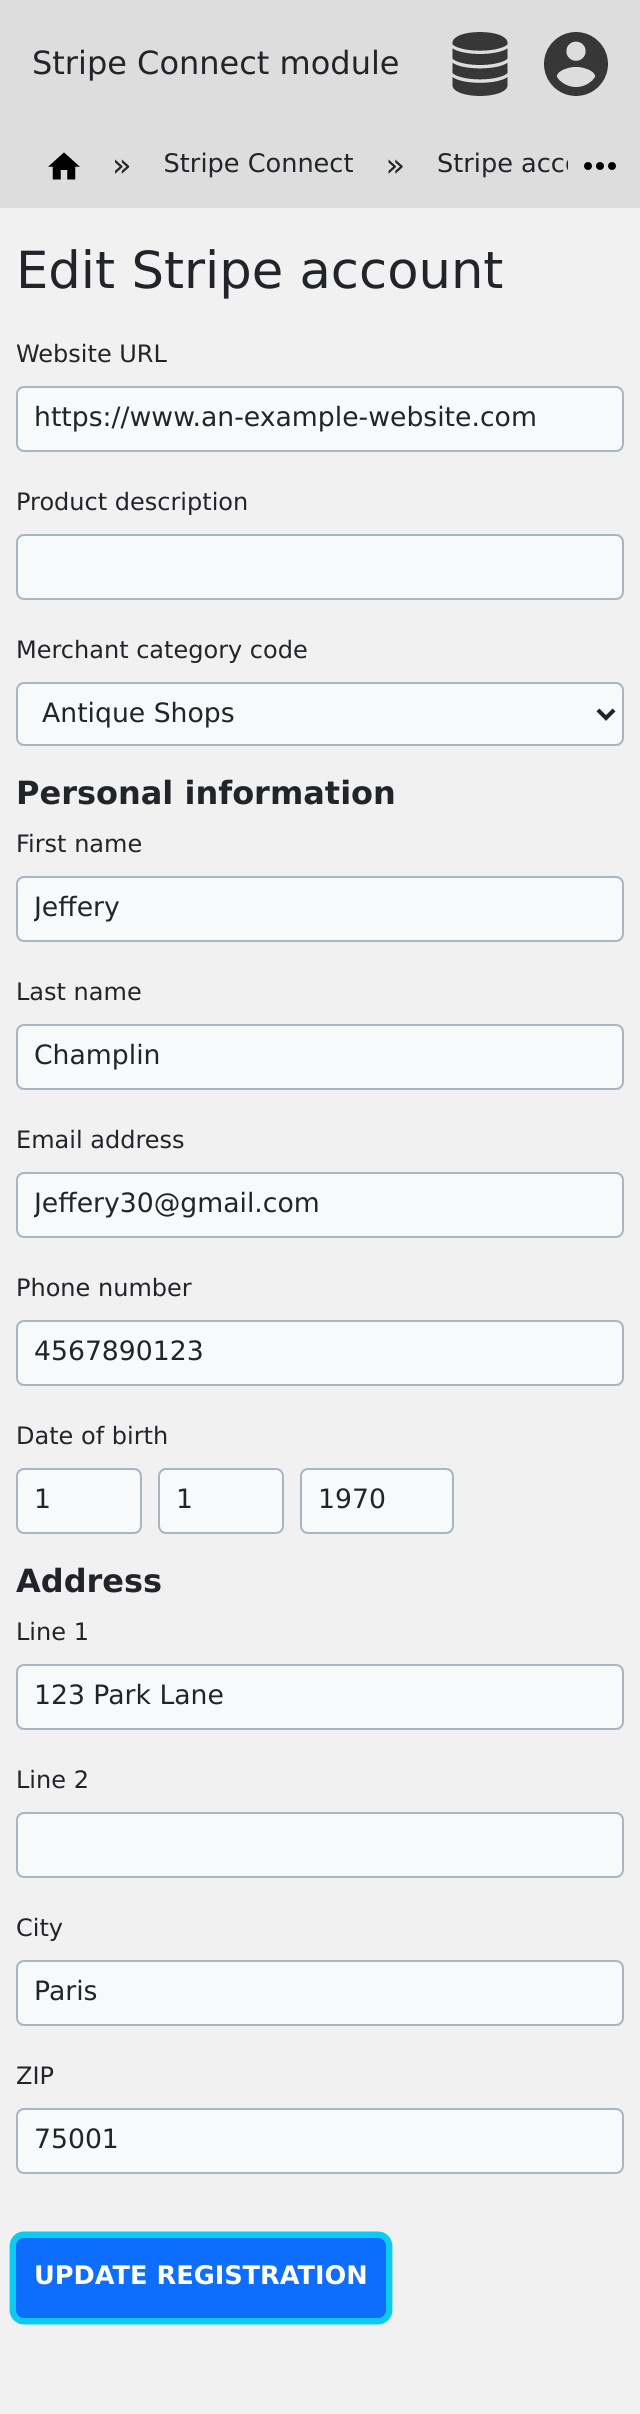 Stripe Connect module
» Stripe Connect » Stripe acc
Edit Stripe account
Website URL
https://www.an-example-website.com
Product description
Merchant category code
Antique Shops
Personal information
First name
Jeffery
Last name
Champlin
Email address
Jeffery30@gmail.com
Phone number
4567890123
Date of birth
1 1 1970
Address
Line 1
123 Park Lane
Line 2
City
Paris
ZIP
75001
UPDATE REGISTRATION